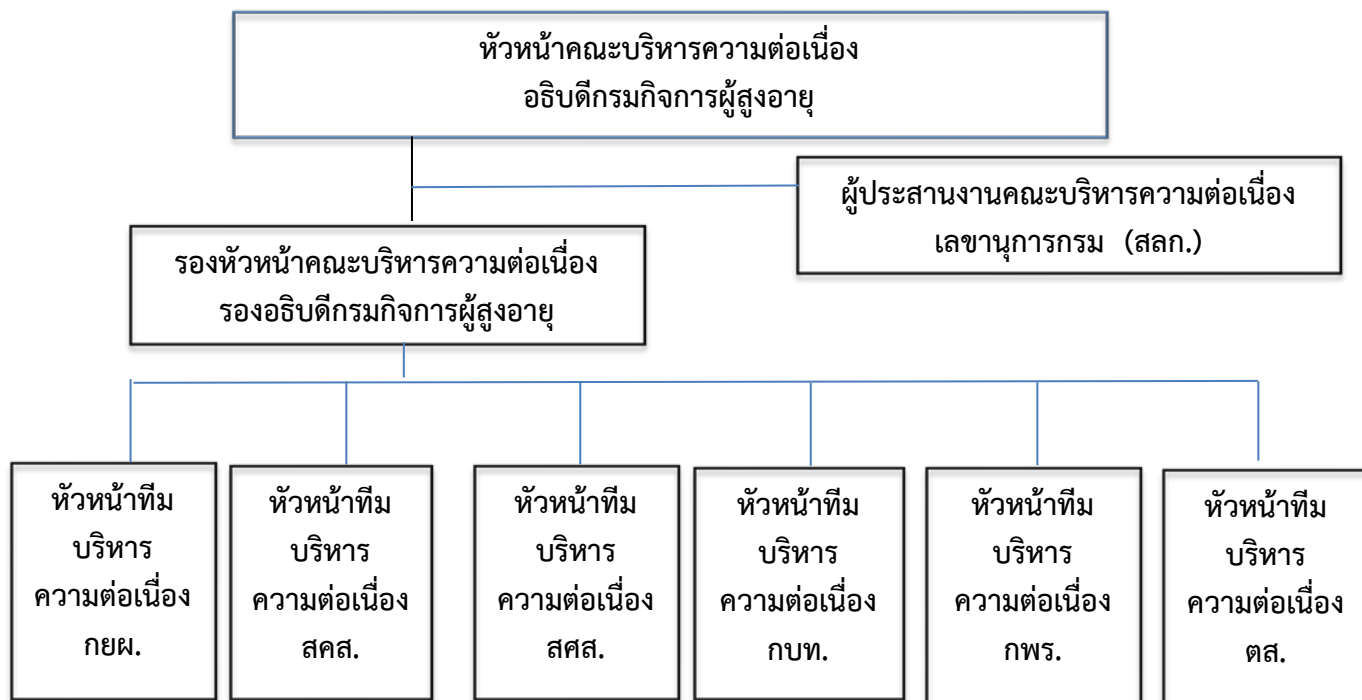 หัวหน้าคณะบริหารความต่อเนื่อง
อธิบดีกรมกิจการผู้สูงอายุ
ผู้ประสานงานคณะบริหารความต่อเนื่อง
เลขานุการกรม (สลก.)
รองหัวหน้าคณะบริหารความต่อเนื่อง
รองอธิบดีกรมกิจการผู้สูงอายุ
หัวหน้าทีม
บริหาร
ความต่อเนื่อง
กยผ.
หัวหน้าทีม
บริหาร
ความต่อเนื่อง
สคส.
หัวหน้าทีม
บริหาร
ความต่อเนื่อง
สศส.
หัวหน้าทีม
บริหาร
ความต่อเนื่อง
กบท.
หัวหน้าทีม
บริหาร
ความต่อเนื่อง
กพร.
หัวหน้าทีม
บริหาร
ความต่อเนื่อง
ตส.